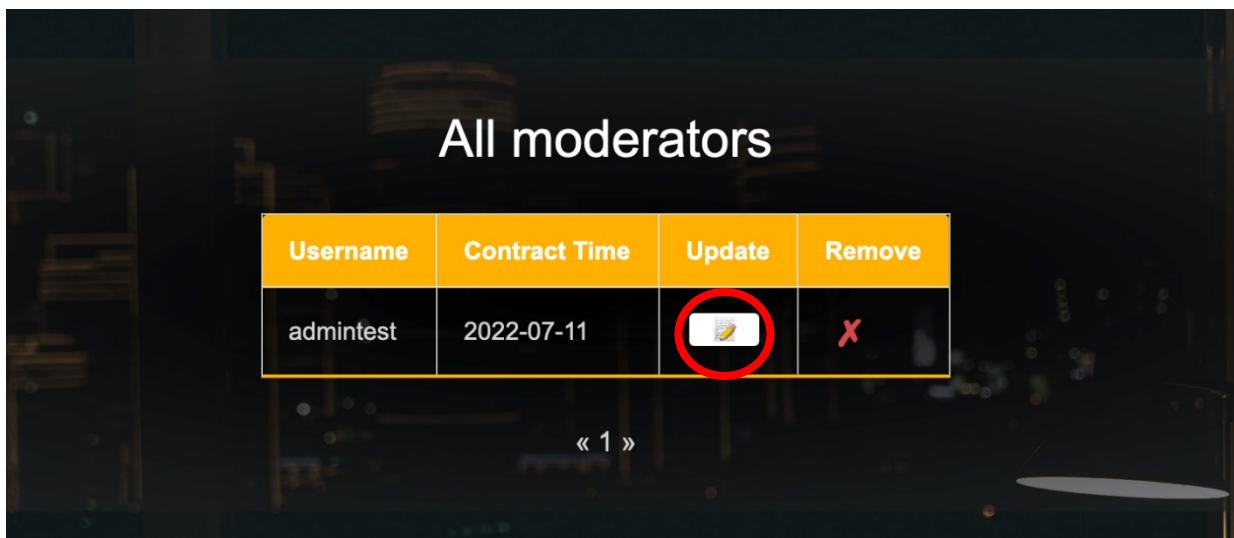 All moderators
Username Contract Time Update Remove
admintest 2022-07-11 ✗
« 1 »